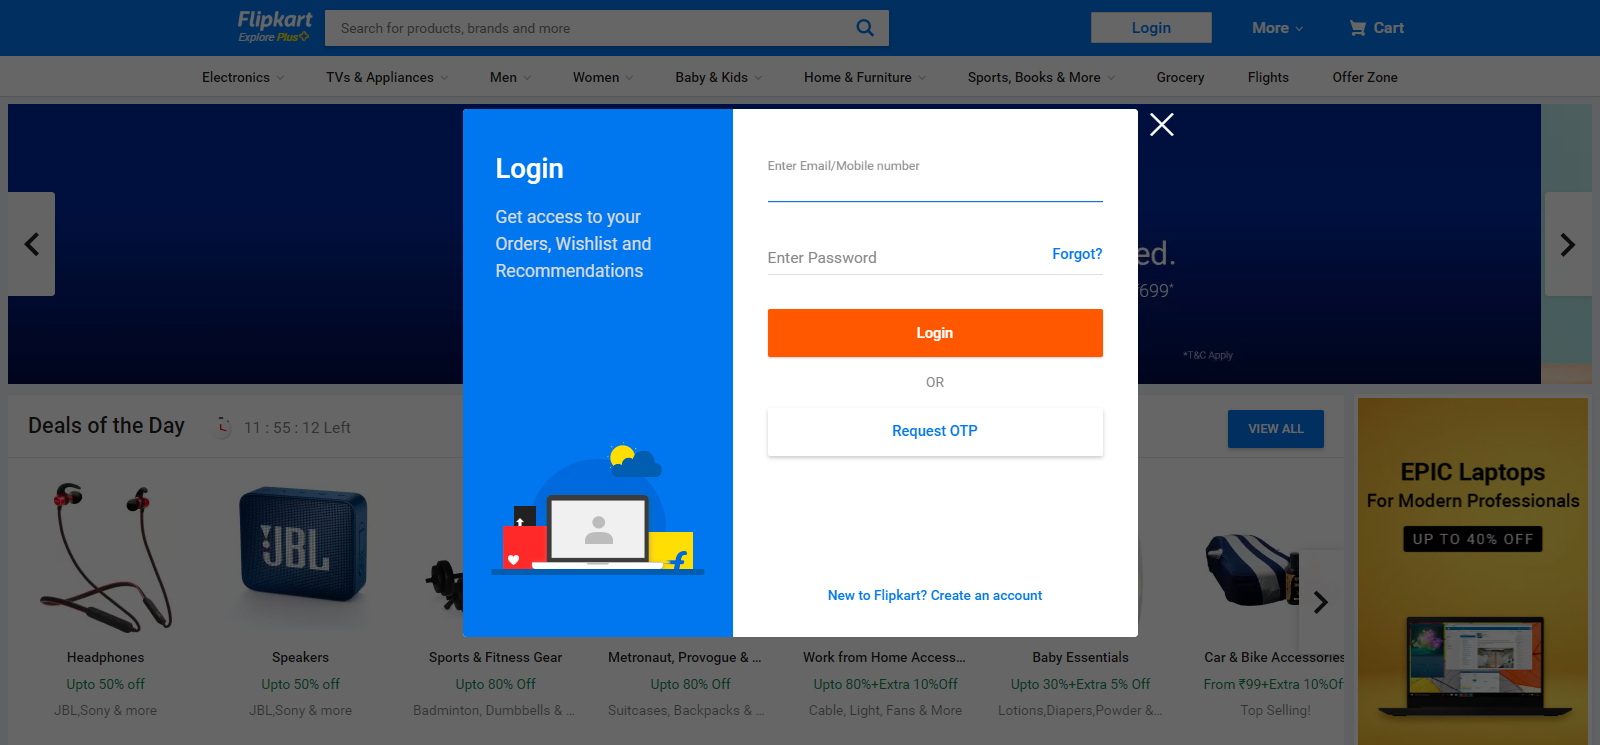 Flipkart
Explore Plus
Search for products, brands and more
Login
More
Cart
Electronics
TVs & Appliances
Men
Women
Baby & Kids
Home & Furniture
Sports, Books & More
Grocery
Flights
Offer Zone
Login
Get access to your
Orders, Wishlist and
Recommendations
Enter Email/Mobile number
Enter Password
Forgot?
Login
OR
Request OTP
New to Flipkart? Create an account
ed.
₹699*
*T&C Apply
Deals of the Day
11 : 55 : 12 Left
VIEW ALL
JBL
Headphones
Upto 50% off
JBL,Sony & more
Speakers
Upto 50% off
JBL,Sony & more
Sports & Fitness Gear
Upto 80% Off
Badminton, Dumbbells & ...
Metronaut, Provogue & ...
Upto 80% Off
Suitcases, Backpacks & ...
Work from Home Access...
Upto 80%+Extra 10%Off
Cable, Light, Fans & More
Baby Essentials
Upto 30%+Extra 5% Off
Lotions,Diapers,Powder &...
Car & Bike Accessories
From ₹99+Extra 10%Of
Top Selling!
EPIC Laptops
For Modern Professionals
UP TO 40% OFF